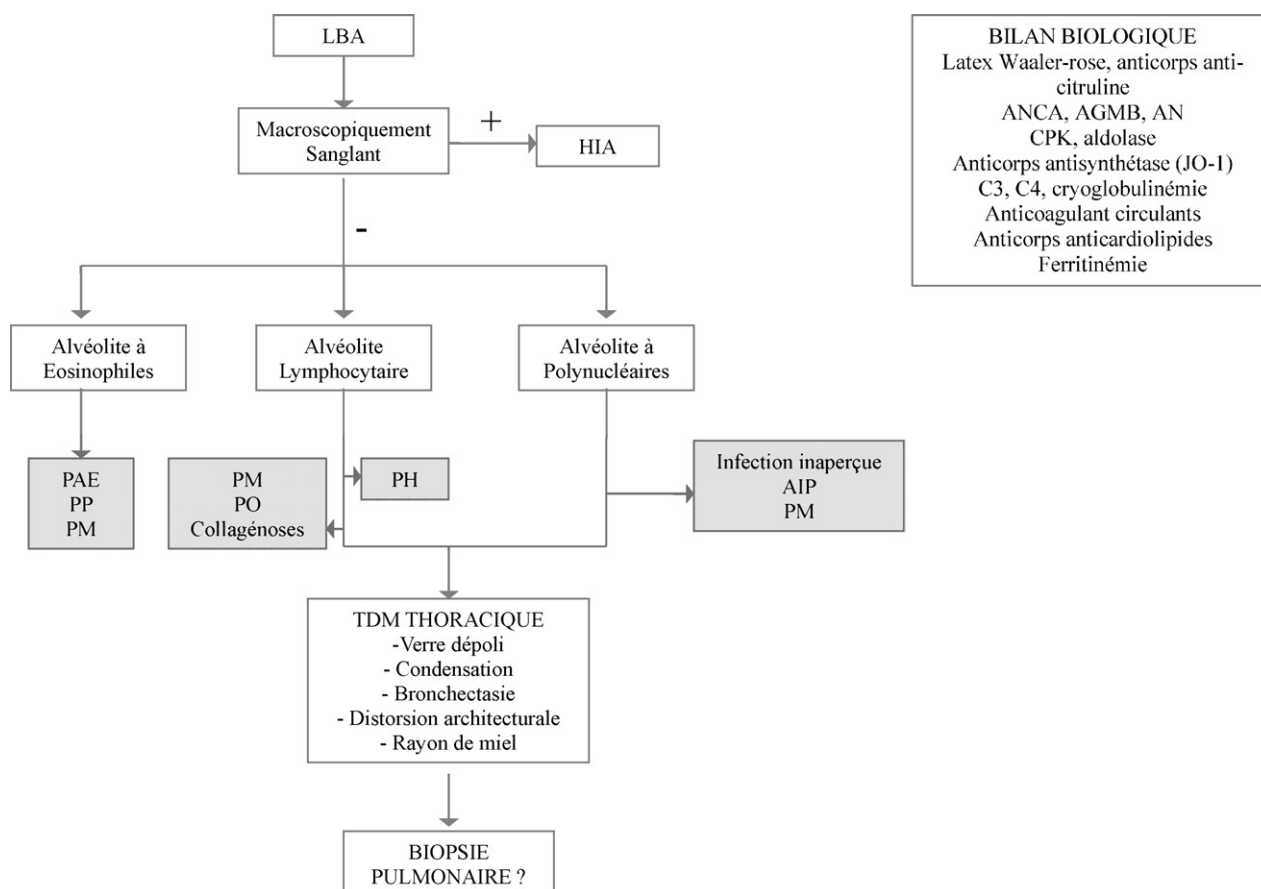 LBA
Macroscopiquement
Sanglant
+
HIA
-
Alvéolite à
Eosinophiles
Alvéolite
Lymphocytaire
Alvéolite à
Polynucléaires
PAE
PP
PM
PM
PO
Collagénoses
PH
Infection inaperçue
AIP
PM
TDM THORACIQUE
-Verre dépoli
- Condensation
- Bronchectasie
- Distorsion architecturale
- Rayon de miel
BIOPSIE
PULMONAIRE ?
BILAN BIOLOGIQUE
Latex Waaler-rose, anticorps anti-
citruline
ANCA, AGMB, AN
CPK, aldolase
Anticorps antisynthétase (JO-1)
C3, C4, cryoglobulinémie
Anticoagulant circulants
Anticorps anticardiolipides
Ferritinémie